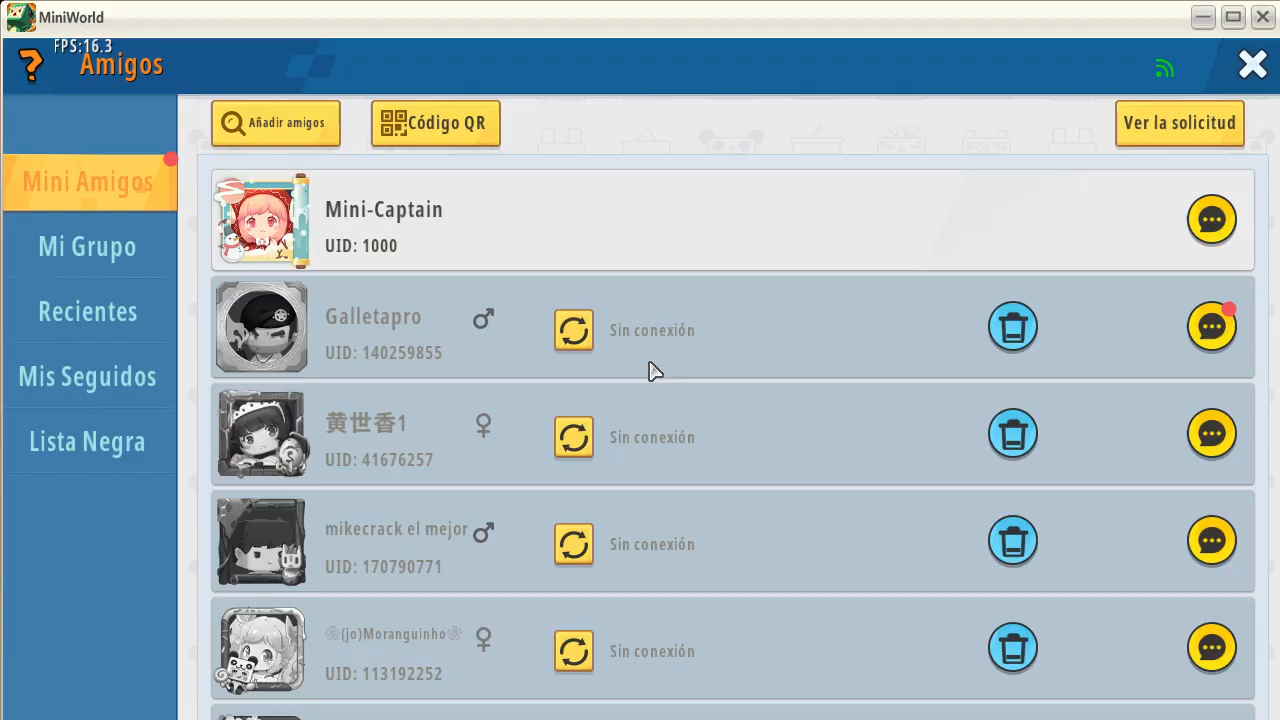 MiniWorld
FPS:16.3
Amigos
Añadir amigos
Código QR
Ver la solicitud
Mini Amigos
Mi Grupo
Recientes
Mis Seguidos
Lista Negra
Mini-Captain
UID: 1000
Galletapro
UID: 140259855
Sin conexión
黄世香1
UID: 41676257
Sin conexión
mikecrack el mejor
UID: 170790771
Sin conexión
❀(jo)Moranguinho❀
UID: 113192252
Sin conexión